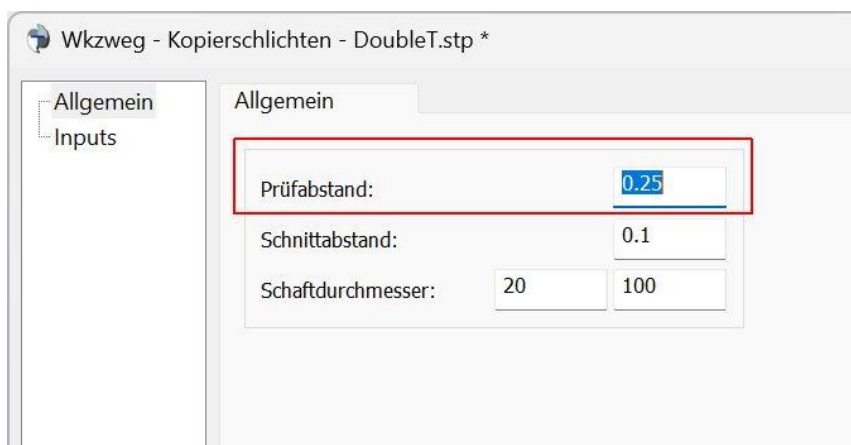 Wkzweg - Kopierschlichten - DoubleT.stp *
Allgemein
Inputs
Allgemein
Prüfabstand: 0.25
Schnittabstand: 0.1
Schaftdurchmesser: 20 100